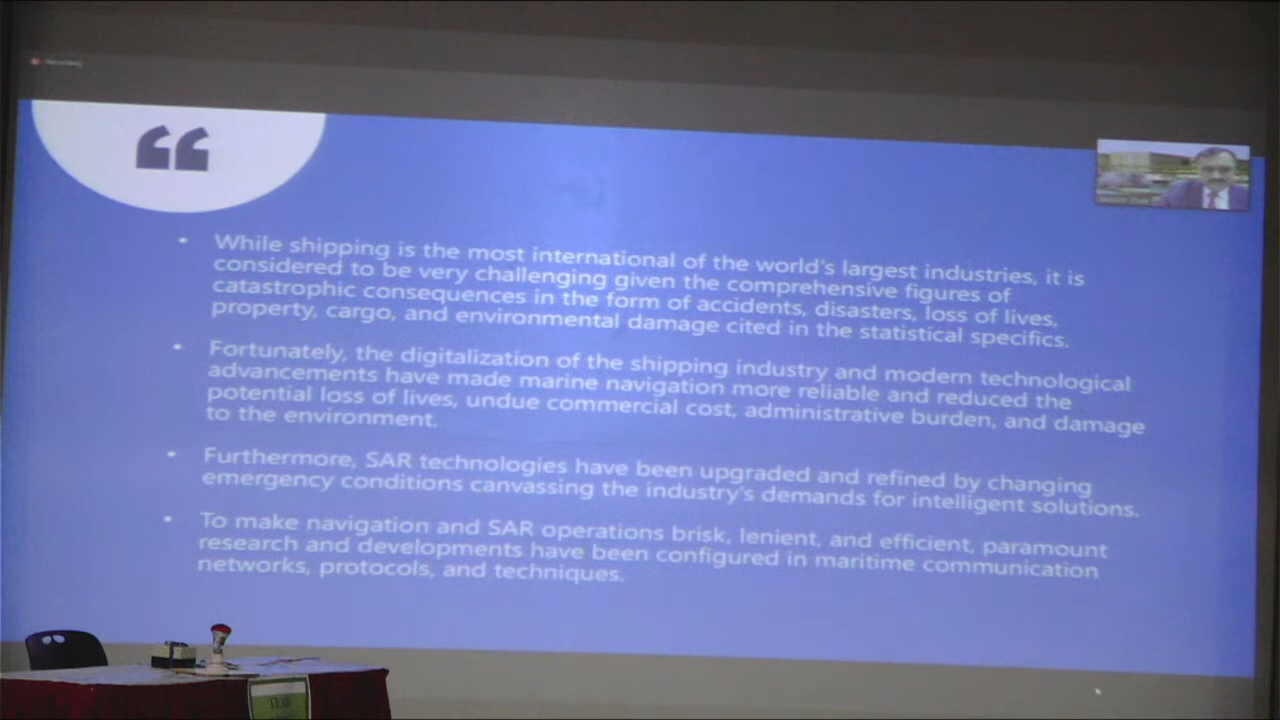 “
• While shipping is the most international of the world's largest industries, it is
considered to be very challenging given the comprehensive figures of
catastrophic consequences in the form of accidents, disasters, loss of lives,
property, cargo, and environmental damage cited in the statistical specifics.
• Fortunately, the digitalization of the shipping industry and modern technological
advancements have made marine navigation more reliable and reduced the
potential loss of lives, undue commercial cost, administrative burden, and damage
to the environment.
• Furthermore, SAR technologies have been upgraded and refined by changing
emergency conditions canvassing the industry's demands for intelligent solutions.
• To make navigation and SAR operations brisk, lenient, and efficient, paramount
research and developments have been configured in maritime communication
networks, protocols, and techniques.